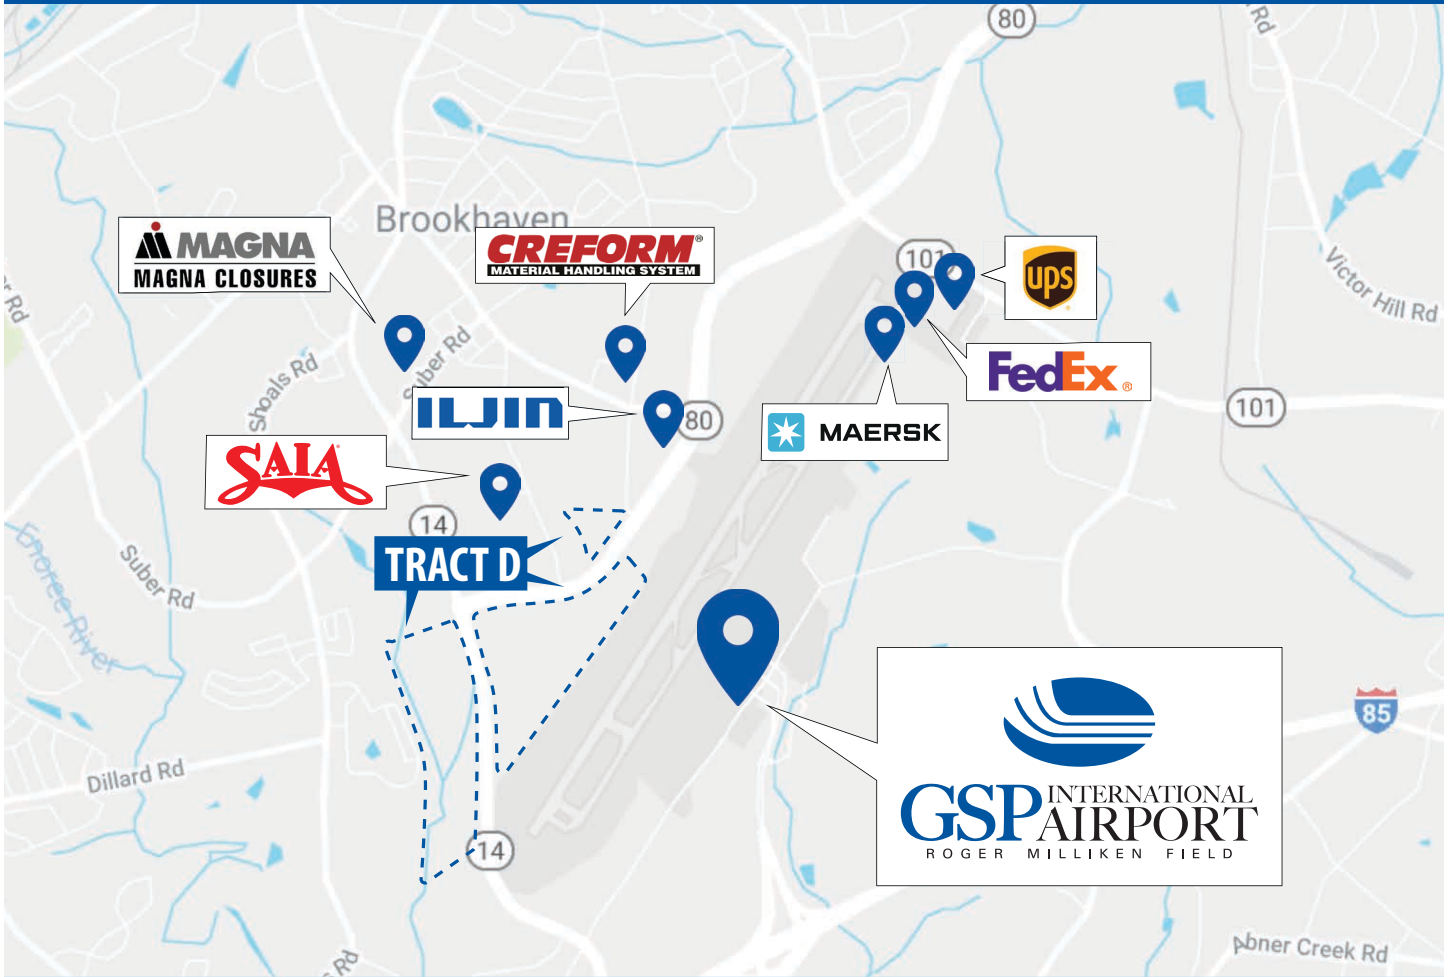 80
Rd
Brookhaven
MAGNA
MAGNA CLOSURES
CREFORM®
MATERIAL HANDLING SYSTEM
101
ups
Victor Hill Rd
Rd
Shoals Rd
Suber Rd
FedEx®
ILJIN
80
101
MAERSK
SAIA
14
TRACT D
Suber Rd
Enoree River
85
Dillard Rd
GSP INTERNATIONAL
AIRPORT
ROGER MILLIKEN FIELD
14
Abner Creek Rd
Rd